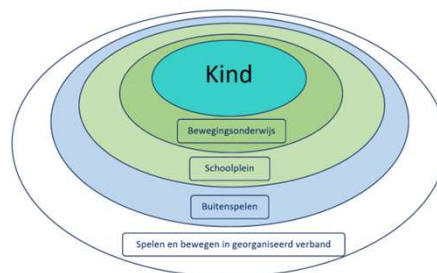 Kind
Bewegingsonderwijs
Schoolplein
Buitenspelen
Spelen en bewegen in georganiseerd verband